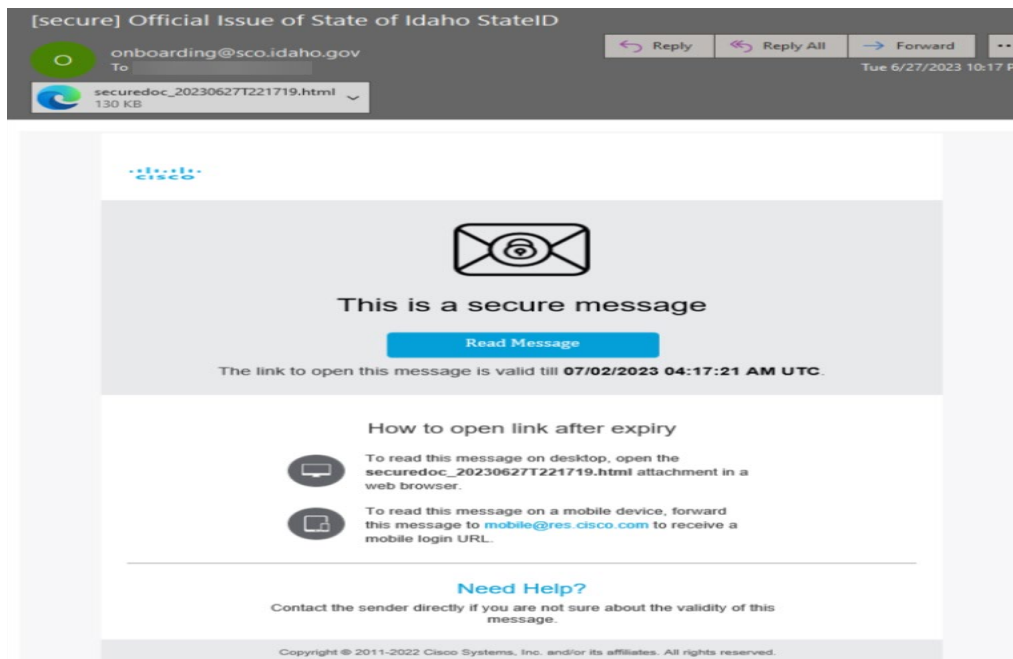 [secure] Official Issue of State of Idaho StateID
O
onboarding@sco.idaho.gov
To
Reply
Reply All
Forward
Tue 6/27/2023 10:17 P
securedoc_20230627T221719.html
130 KB
cisco
This is a secure message
Read Message
The link to open this message is valid till 07/02/2023 04:17:21 AM UTC.
How to open link after expiry
To read this message on desktop, open the
securedoc_20230627T221719.html attachment in a
web browser.
To read this message on a mobile device, forward
this message to mobile@res.cisco.com to receive a
mobile login URL.
Need Help?
Contact the sender directly if you are not sure about the validity of this
message.
Copyright © 2011-2022 Cisco Systems, Inc. and/or its affiliates. All rights reserved.